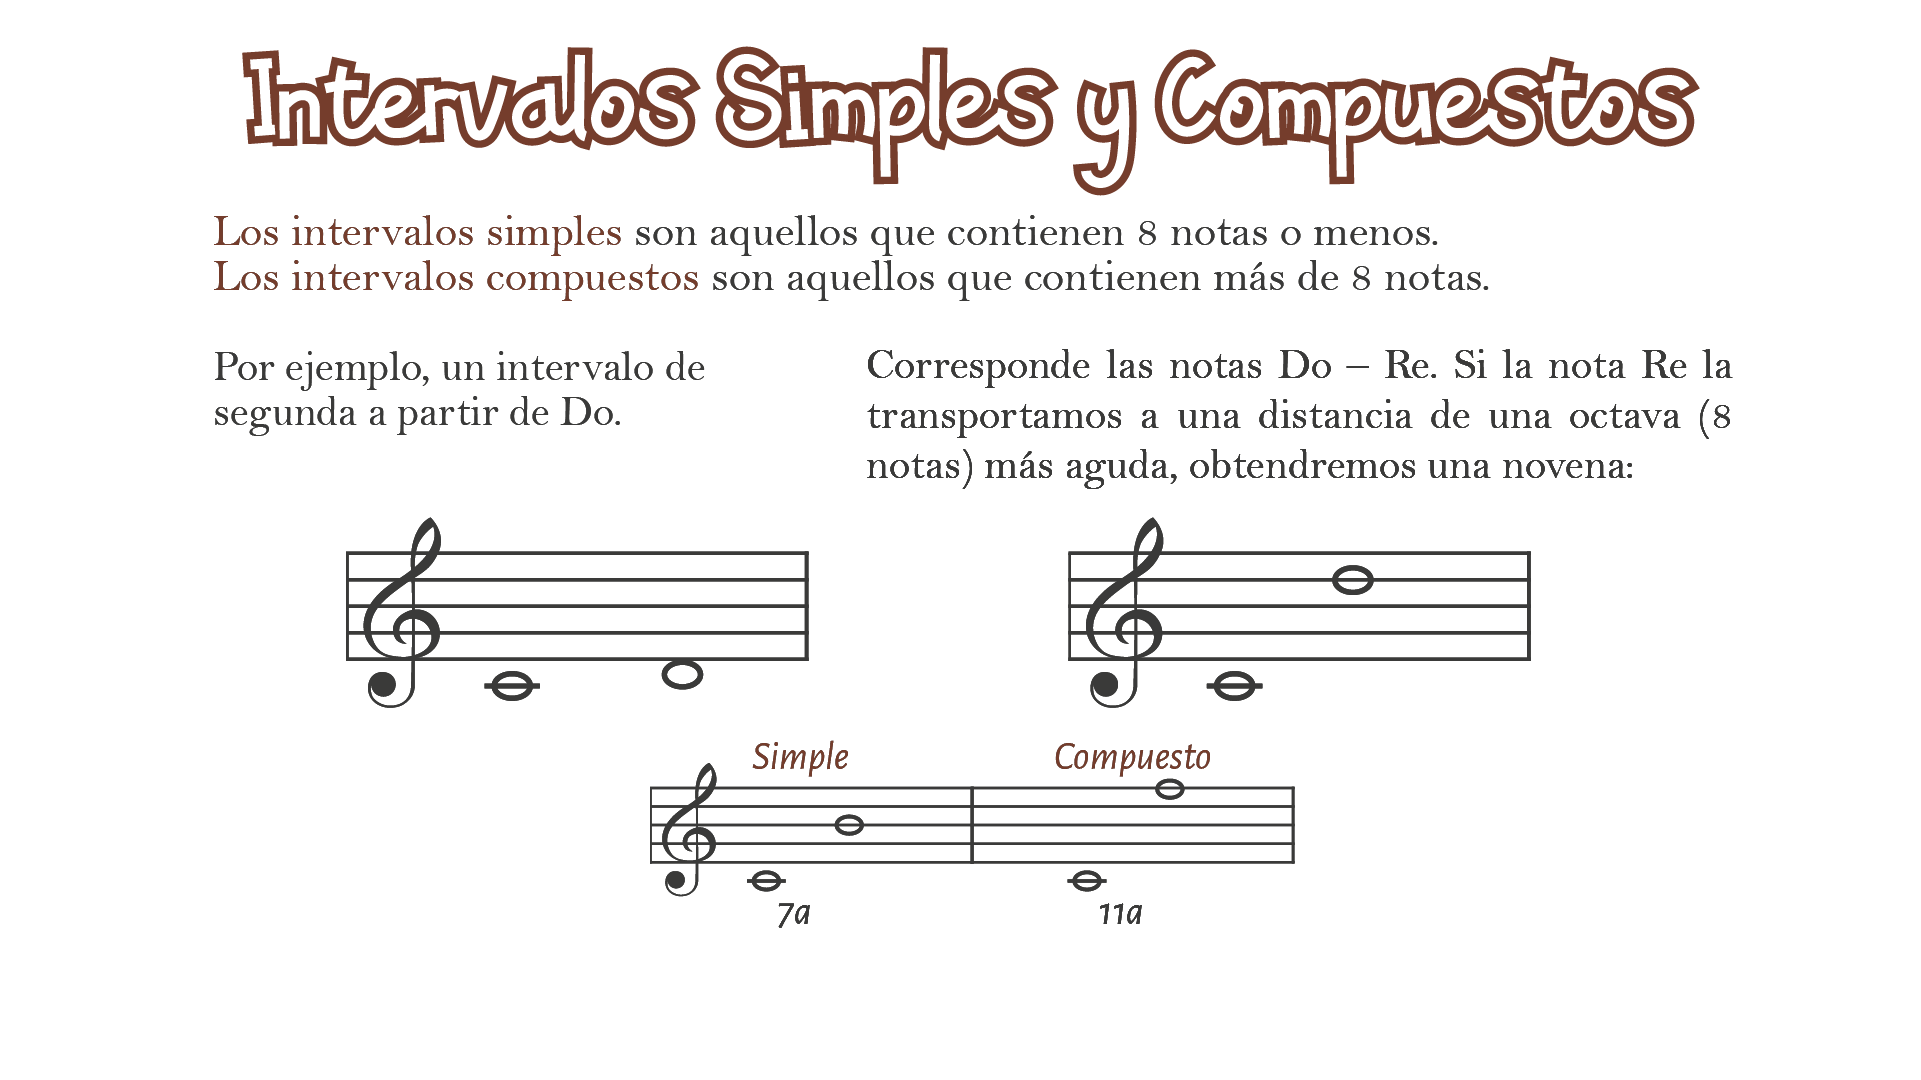 Intervalos Simples y Compuestos
Los intervalos simples son aquellos que contienen 8 notas o menos.
Los intervalos compuestos son aquellos que contienen más de 8 notas.
Por ejemplo, un intervalo de
segunda a partir de Do.
Corresponde las notas Do – Re. Si la nota Re la
transportamos a una distancia de una octava (8
notas) más aguda, obtendremos una novena:
Simple
Compuesto
7a
11a